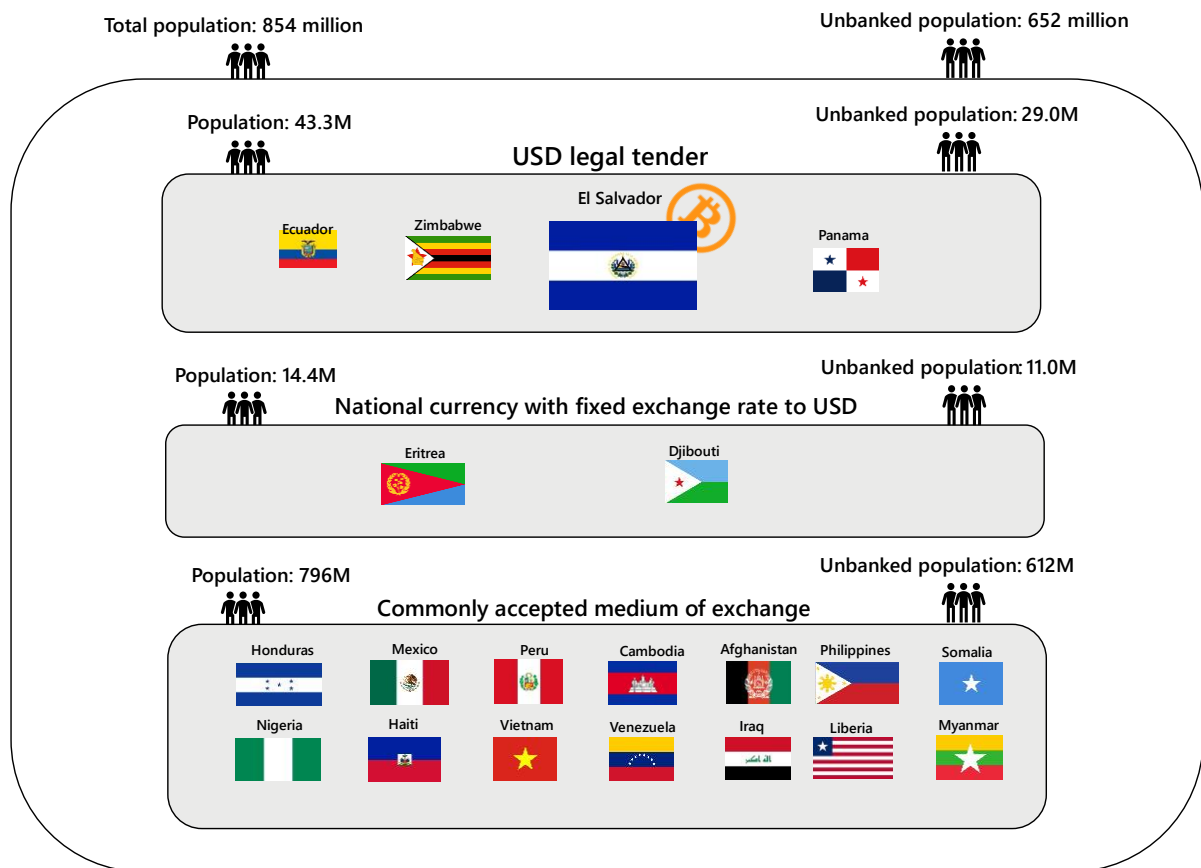 Total population: 854 million
Unbanked population: 652 million
Population: 43.3M
Unbanked population: 29.0M
USD legal tender
El Salvador
Ecuador
Zimbabwe
Panama
Population: 14.4M
Unbanked population: 11.0M
National currency with fixed exchange rate to USD
Eritrea
Djibouti
Population: 796M
Unbanked population: 612M
Commonly accepted medium of exchange
Honduras
Mexico
Peru
Cambodia
Afghanistan
Philippines
Somalia
Nigeria
Haiti
Vietnam
Venezuela
Iraq
Liberia
Myanmar